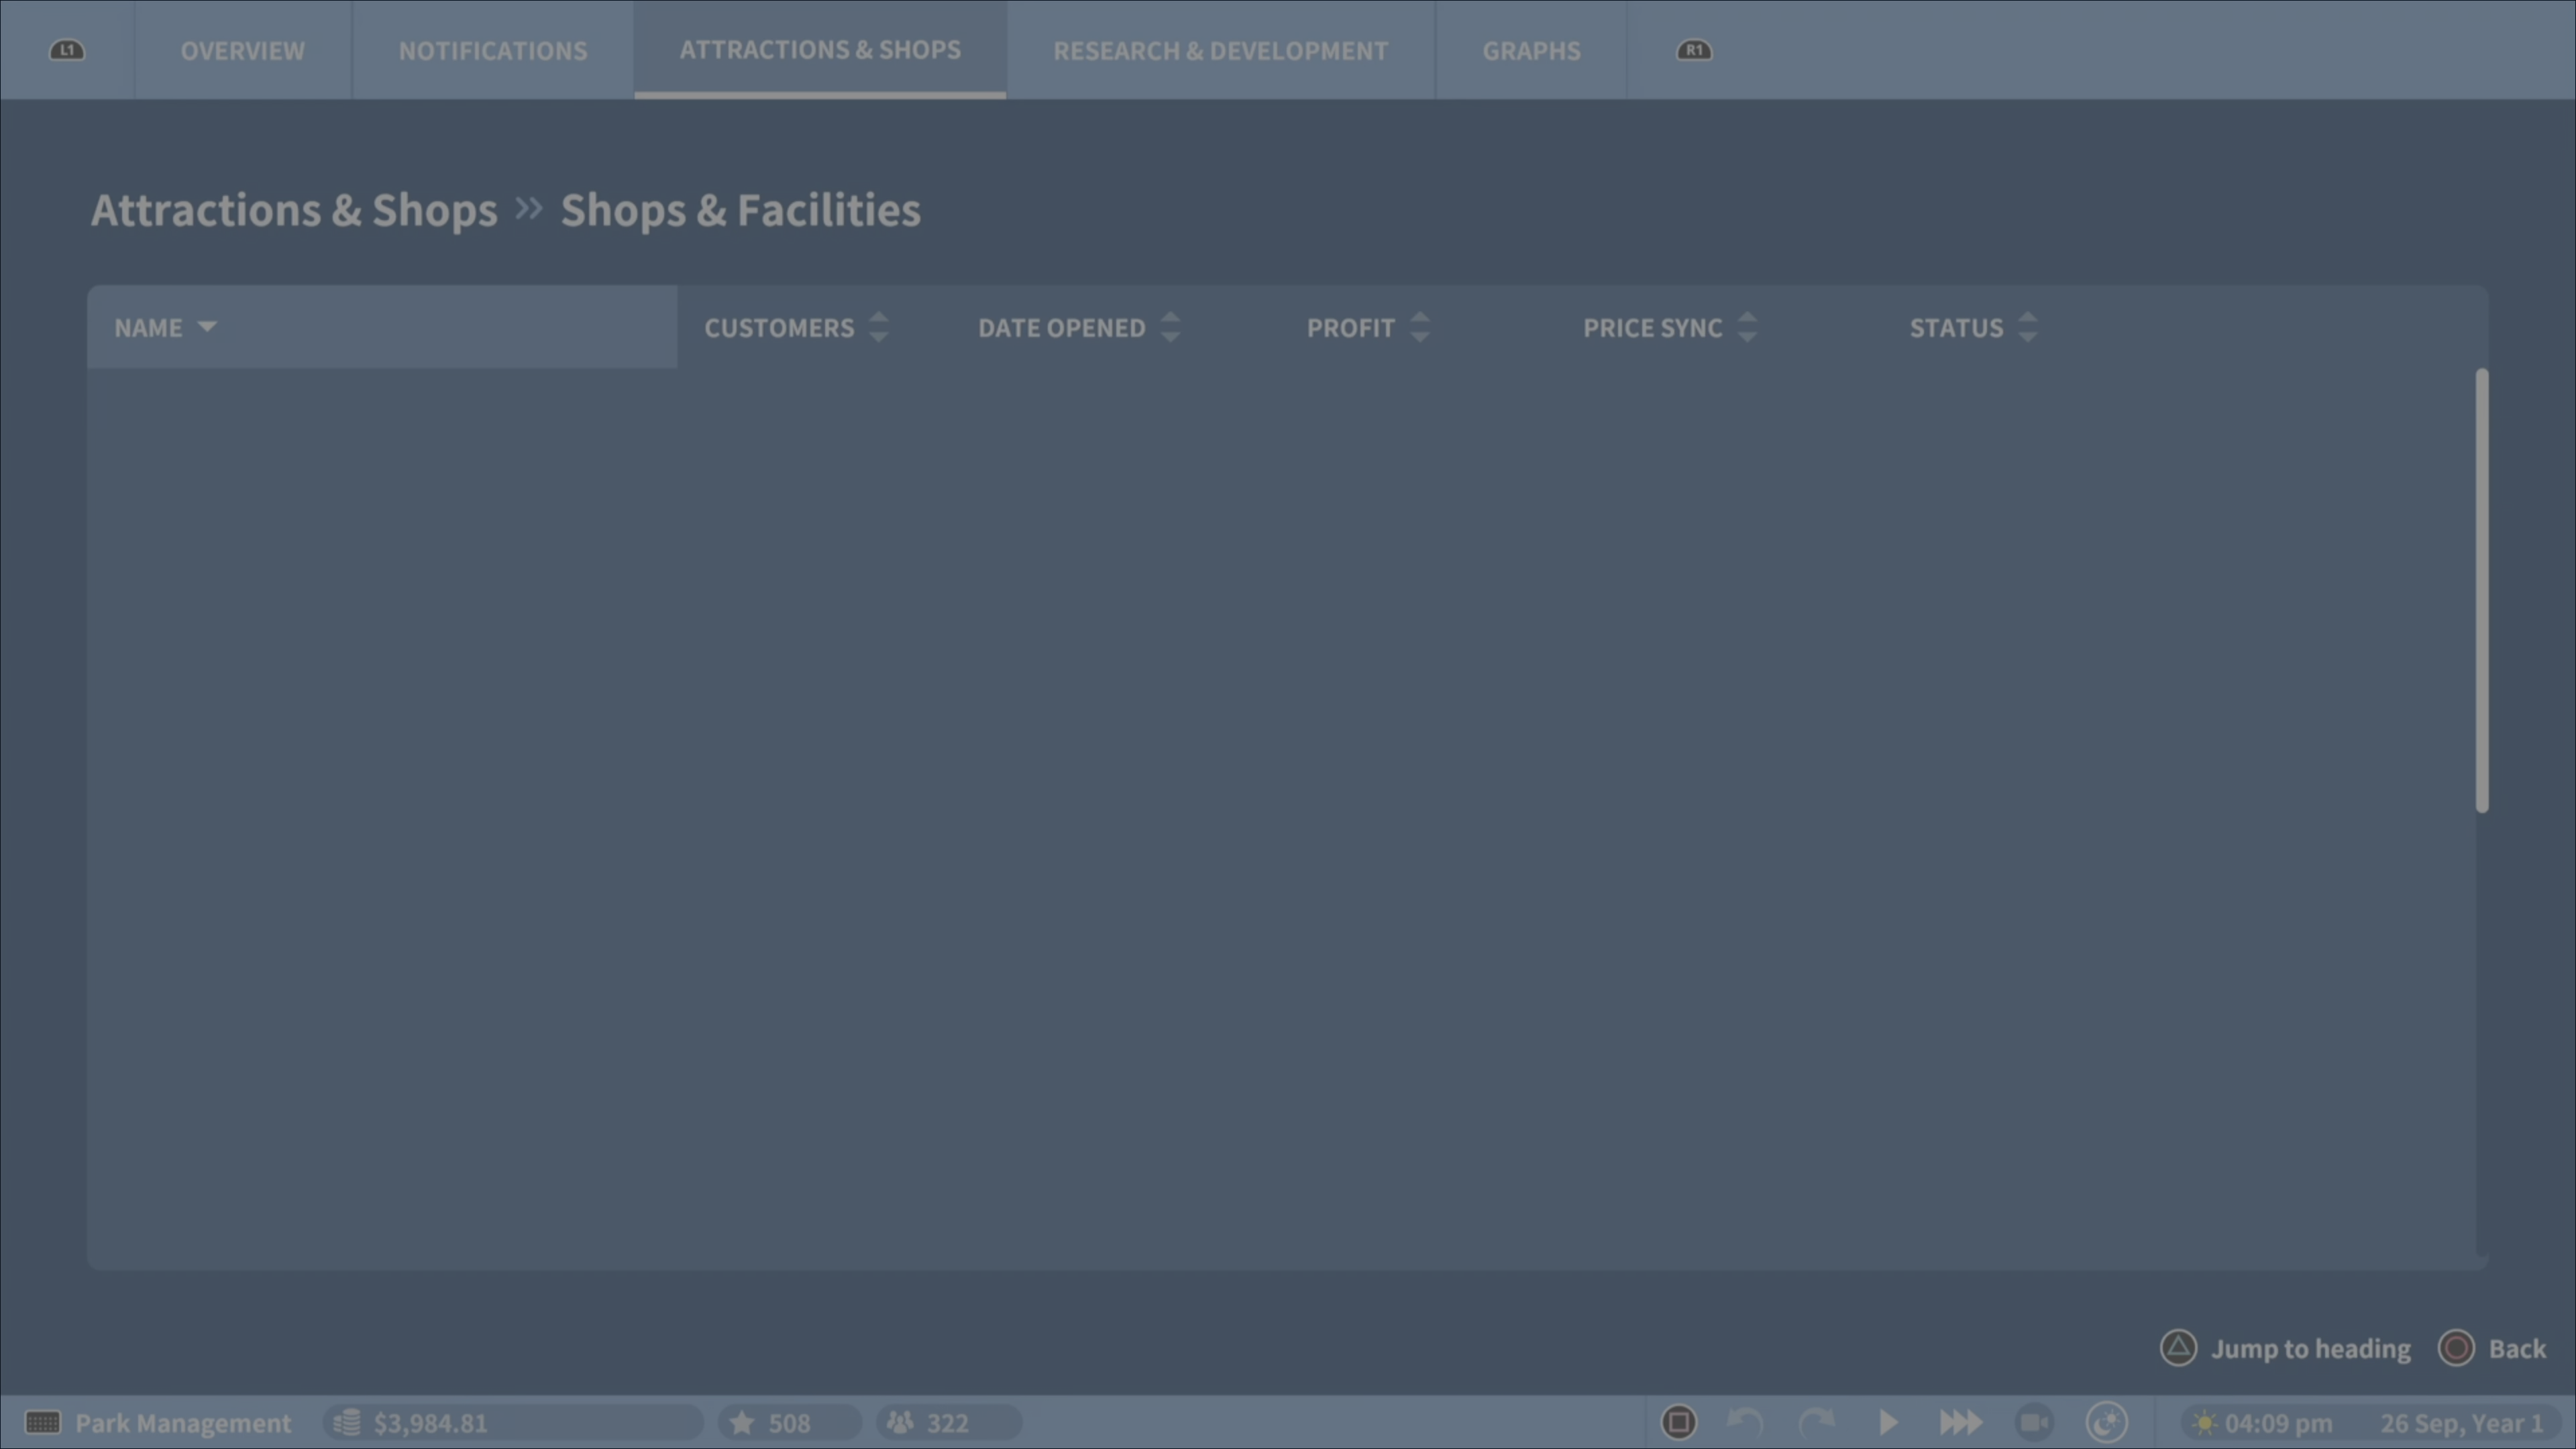 L1 OVERVIEW NOTIFICATIONS ATTRACTIONS & SHOPS RESEARCH & DEVELOPMENT GRAPHS R1
Attractions & Shops » Shops & Facilities
NAME CUSTOMERS DATE OPENED PROFIT PRICE SYNC STATUS
Jump to heading Back
Park Management $3,984.81 508 322 04:09 pm 26 Sep, Year 1